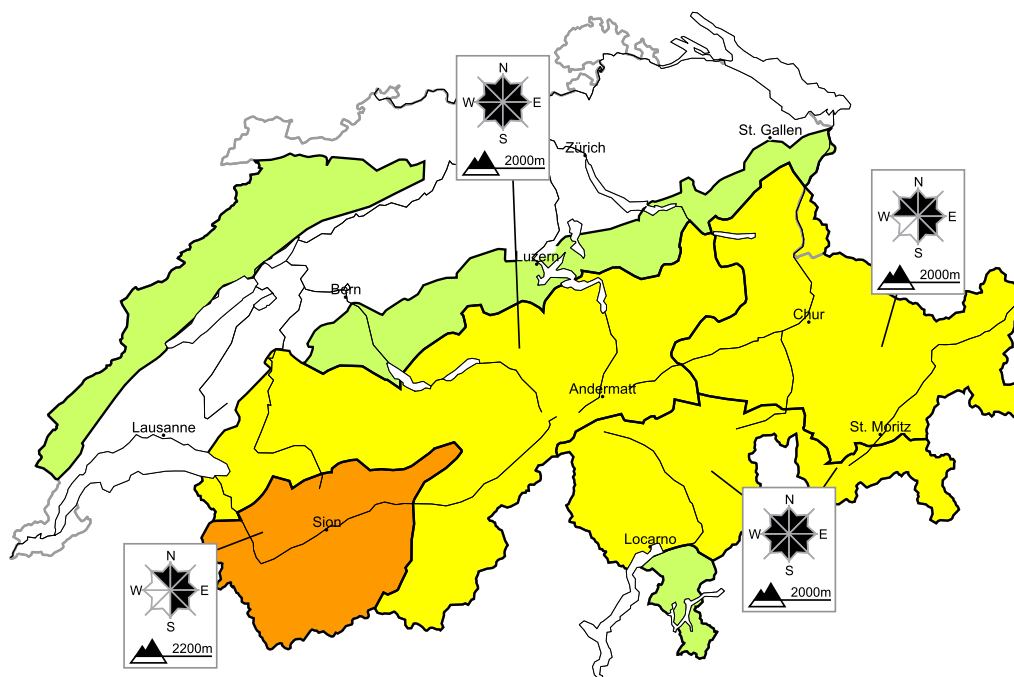 N
W E
S
2000m
Zürich
St. Gallen
N
W E
S
2000m
Luzern
Bern
Chur
Andermatt
Lausanne
St. Moritz
N
W E
S
2000m
Sion
Locarno
N
W E
S
2200m